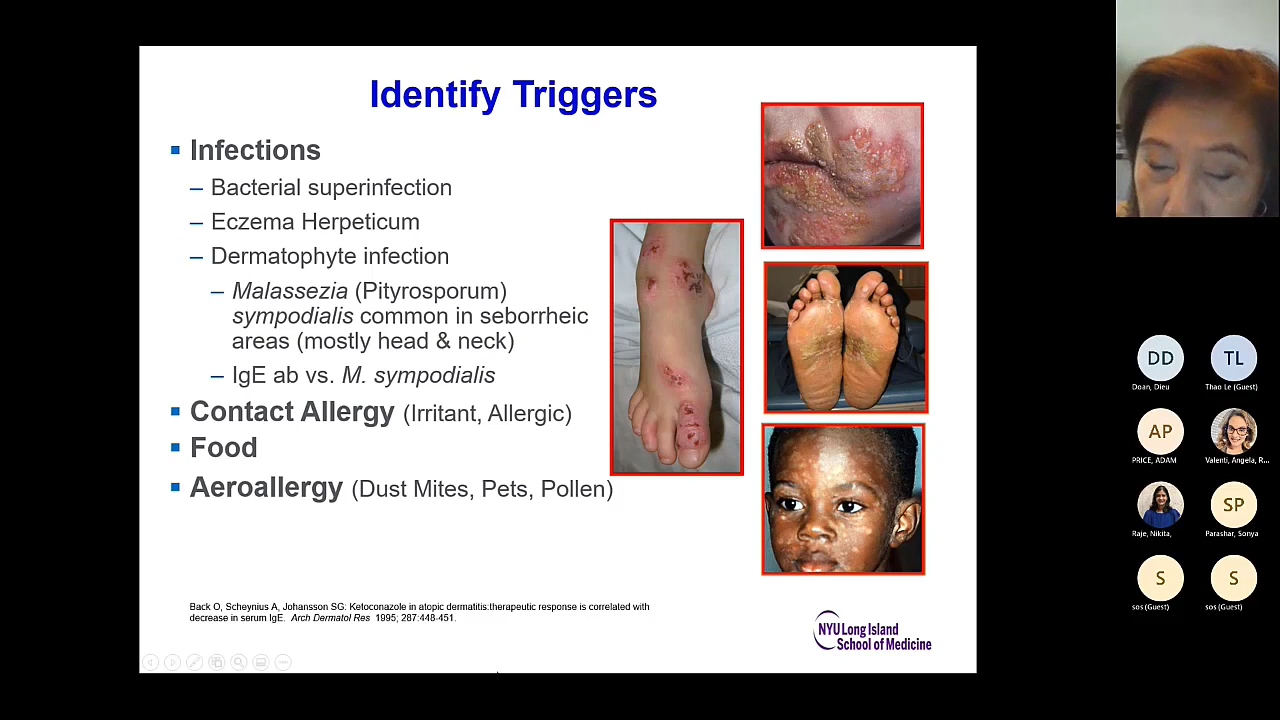 Identify Triggers
Infections
– Bacterial superinfection
– Eczema Herpeticum
– Dermatophyte infection
– Malassezia (Pityrosporum)
sympodialis common in seborrheic
areas (mostly head & neck)
– IgE ab vs. M. sympodialis
Contact Allergy (Irritant, Allergic)
Food
Aeroallergy (Dust Mites, Pets, Pollen)
Back O, Scheynius A, Johansson SG: Ketoconazole in atopic dermatitis:therapeutic response is correlated with
decrease in serum IgE. Arch Dermatol Res 1995; 287:448-451.
NYU Long Island
School of Medicine
DD
Doan, Dieu
TL
Thao Le (Guest)
AP
PRICE, ADAM
Valenti, Angela, R...
Raje, Nikita,
SP
Parashar, Sonya
S
sos (Guest)
S
sos (Guest)